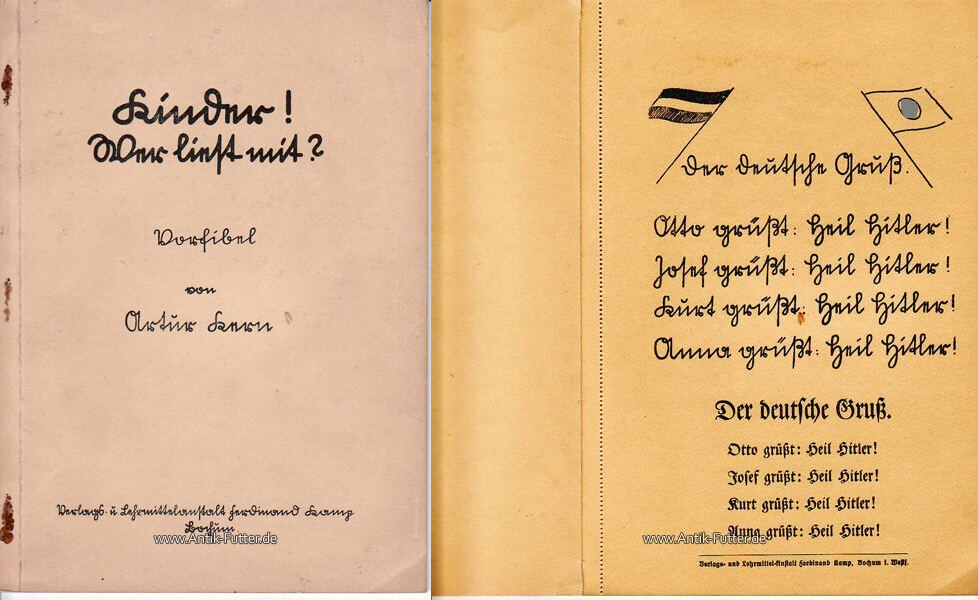 Kinder!
Wer liest mit?
Vorfibel
von
Artur Kern
Verlags- u. Lehrmittelanstalt Ferdinand Kamp
Bochum.
www.Antik-Futter.de
Der deutsche Gruß.
Otto grüßt: Heil Hitler!
Josef grüßt: Heil Hitler!
Kurt grüßt: Heil Hitler!
Anna grüßt: Heil Hitler!
Der deutsche Gruß.
Otto grüßt: Heil Hitler!
Josef grüßt: Heil Hitler!
Kurt grüßt: Heil Hitler!
Anna grüßt: Heil Hitler!
www.Antik-Futter.de
Verlags- und Lehrmittel-Anstalt Ferdinand Kamp, Bochum i. Westf.